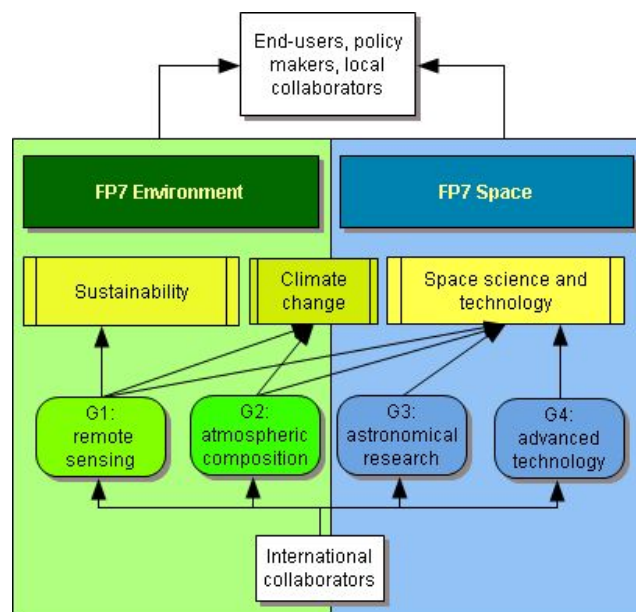 End-users, policy
makers, local
collaborators
FP7 Environment
FP7 Space
Sustainability
Climate
change
Space science and
technology
G1:
remote
sensing
G2:
atmospheric
composition
G3:
astronomical
research
G4:
advanced
technology
International
collaborators